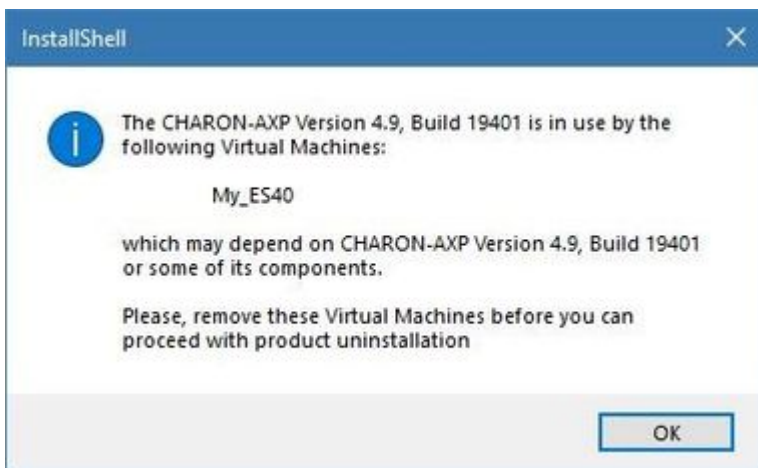 InstallShell
The CHARON-AXP Version 4.9, Build 19401 is in use by the
following Virtual Machines:
My_ES40
which may depend on CHARON-AXP Version 4.9, Build 19401
or some of its components.
Please, remove these Virtual Machines before you can
proceed with product uninstallation
OK